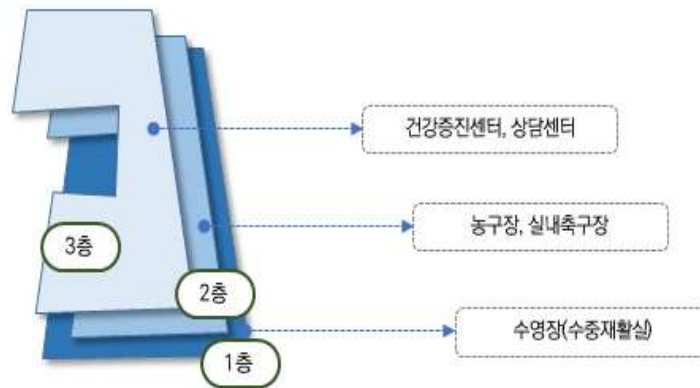 건강증진센터, 상담센터
농구장, 실내축구장
3층
2층
수영장(수중재활실)
1층